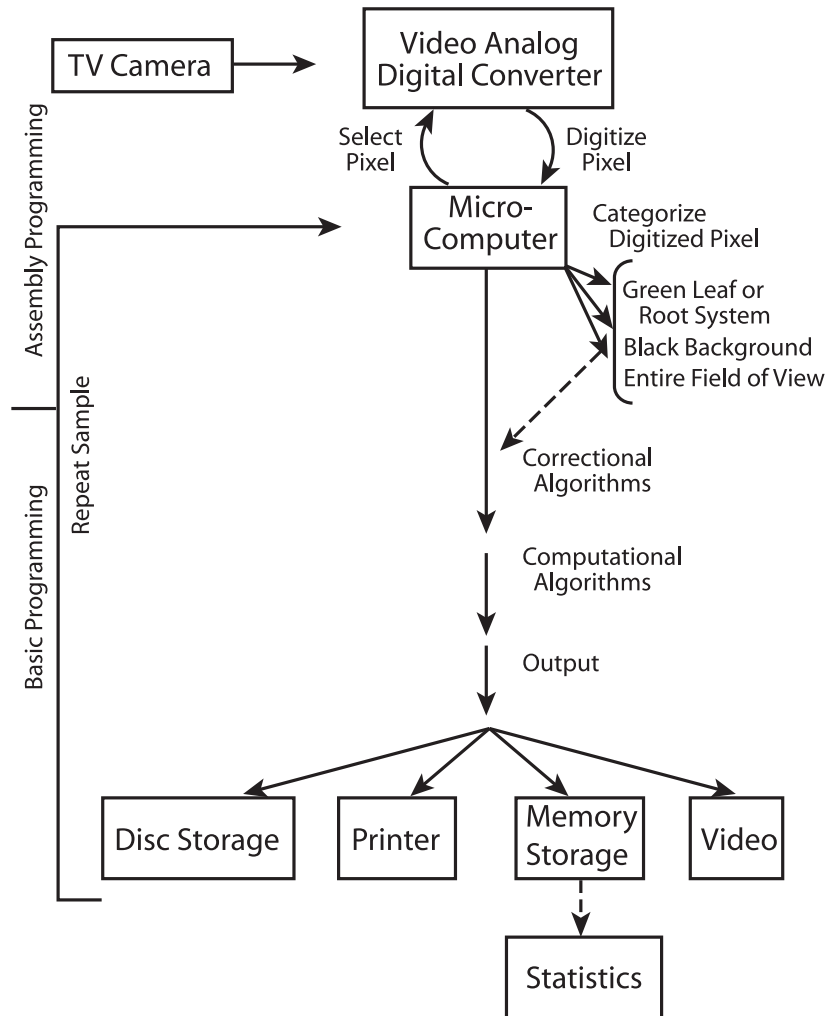 TV Camera
Video Analog
Digital Converter
Select
Pixel
Digitize
Pixel
Micro-
Computer
Categorize
Digitized Pixel
Green Leaf or
Root System
Black Background
Entire Field of View
Assembly Programming
Repeat Sample
Basic Programming
Correctional
Algorithms
Computational
Algorithms
Output
Disc Storage
Printer
Memory
Storage
Video
Statistics